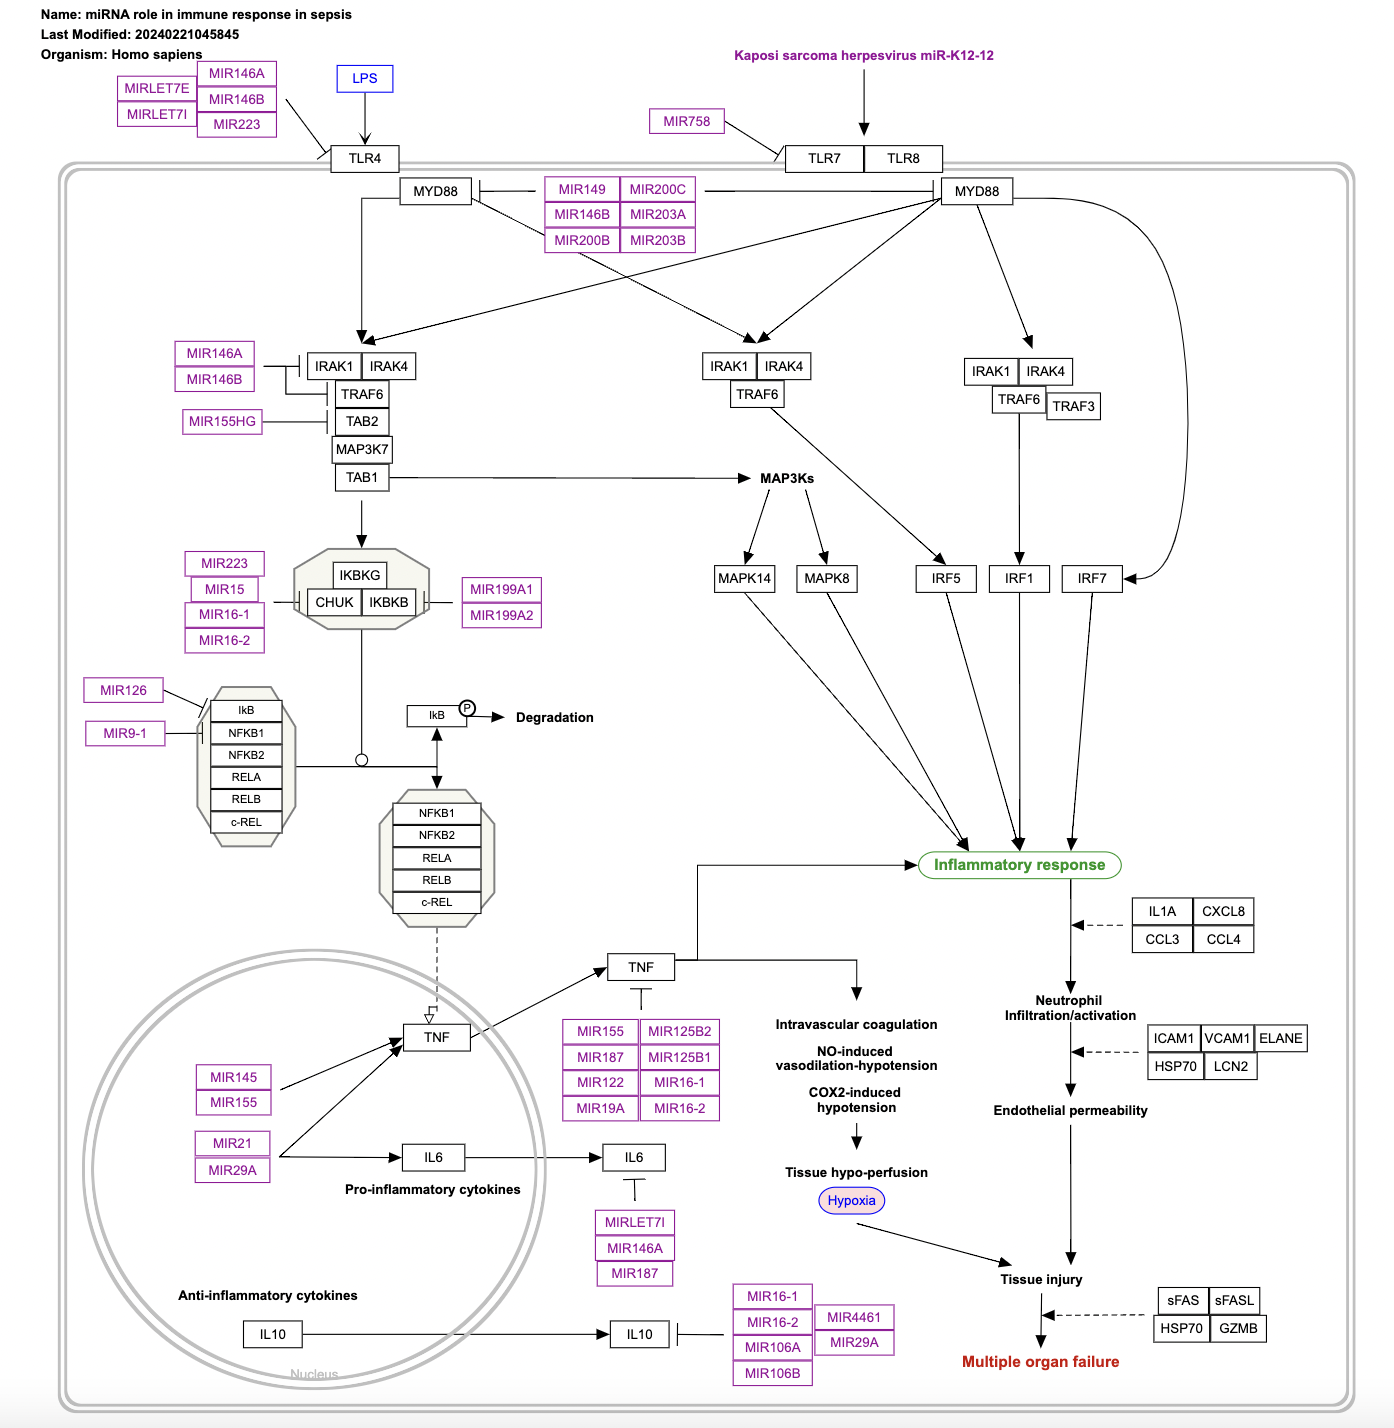 Name: miRNA role in immune response in sepsis
Last Modified: 20240221045845
Organism: Homo sapiens
Kaposi sarcoma herpesvirus miR-K12-12
MIR146A
LPS
MIRLET7E
MIR146B
MIRLET7I
MIR223
MIR758
TLR4
TLR7
TLR8
MYD88
MIR149
MIR200C
MYD88
MIR146B
MIR203A
MIR200B
MIR203B
MIR146A
MIR146B
IRAK1
IRAK4
TRAF6
MIR155HG
TAB2
MAP3K7
TAB1
IRAK1
IRAK4
TRAF6
IRAK1
IRAK4
TRAF6
TRAF3
MAP3Ks
MIR223
MIR15
MIR16-1
MIR16-2
IKBKG
CHUK
IKBKB
MIR199A1
MIR199A2
MAPK14
MAPK8
IRF5
IRF1
IRF7
MIR126
MIR9-1
IkB
NFKB1
NFKB2
RELA
RELB
c-REL
IkB
P
Degradation
NFKB1
NFKB2
RELA
RELB
c-REL
Inflammatory response
IL1A
CXCL8
CCL3
CCL4
TNF
Neutrophil
Infiltration/activation
TNF
MIR155
MIR125B2
MIR187
MIR125B1
MIR122
MIR16-1
MIR19A
MIR16-2
Intravascular coagulation
NO-induced
vasodilation-hypotension
COX2-induced
hypotension
ICAM1
VCAM1
ELANE
HSP70
LCN2
Endothelial permeability
MIR145
MIR155
MIR21
MIR29A
IL6
IL6
Pro-inflammatory cytokines
Tissue hypo-perfusion
Hypoxia
MIRLET7I
MIR146A
MIR187
Tissue injury
Anti-inflammatory cytokines
IL10
IL10
MIR16-1
MIR16-2
MIR4461
MIR106A
MIR29A
MIR106B
sFAS
sFASL
HSP70
GZMB
Multiple organ failure
Nucleus